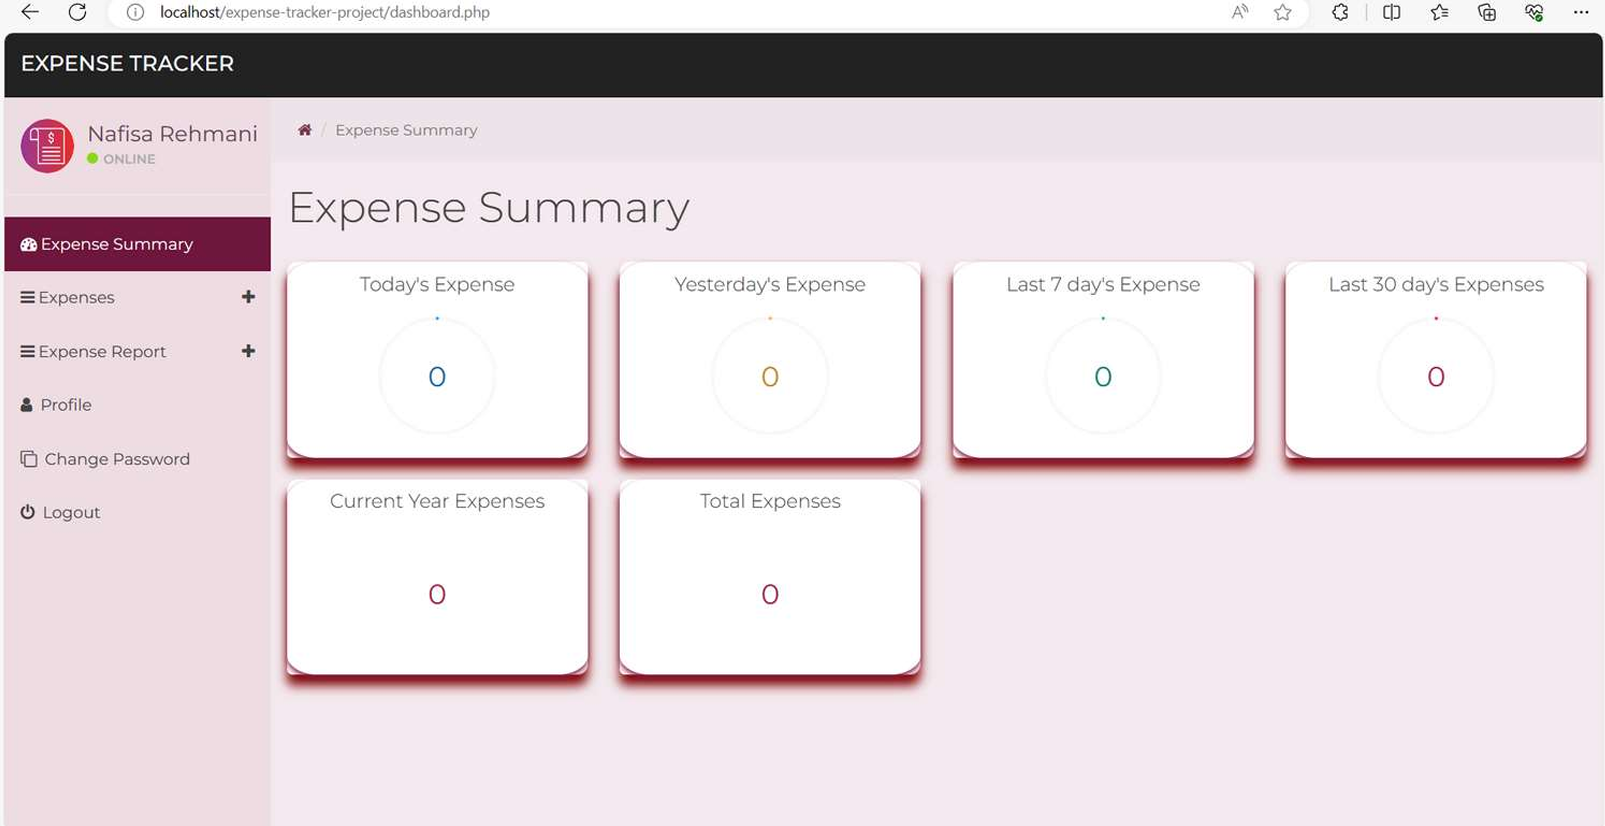 localhost/expense-tracker-project/dashboard.php
EXPENSE TRACKER
Nafisa Rehmani
ONLINE
Expense Summary
Expenses
Expense Report
Profile
Change Password
Logout
/ Expense Summary
Expense Summary
Today's Expense
0
Yesterday's Expense
0
Last 7 day's Expense
0
Last 30 day's Expenses
0
Current Year Expenses
0
Total Expenses
0